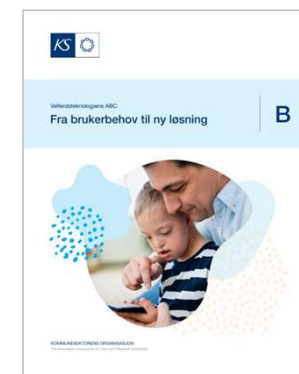 KS
Velferdsteknologiens ABC
Fra brukerbehov til ny løsning
B
KOMMUNESEKTORENS ORGANISASJON
The Norwegian Association of Local and Regional Authorities